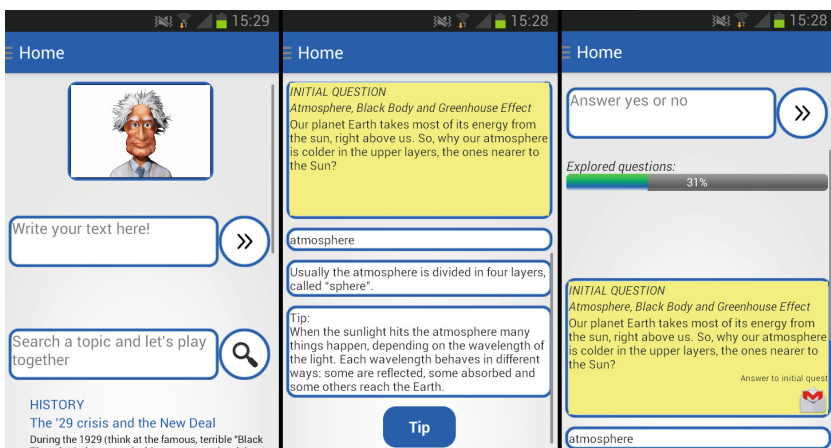 15:29
Home
Write your text here!
Search a topic and let's play
together
HISTORY
The '29 crisis and the New Deal
During the 1929 (think at the famous, terrible "Black
15:28
Home
INITIAL QUESTION
Atmosphere, Black Body and Greenhouse Effect
Our planet Earth takes most of its energy from
the sun, right above us. So, why our atmosphere
is colder in the upper layers, the ones nearer to
the Sun?
atmosphere
Usually the atmosphere is divided in four layers,
called "sphere".
Tip:
When the sunlight hits the atmosphere many
things happen, depending on the wavelength of
the light. Each wavelength behaves in different
ways: some are reflected, some absorbed and
some others reach the Earth.
Tip
15:28
Home
Answer yes or no
Explored questions:
31%
INITIAL QUESTION
Atmosphere, Black Body and Greenhouse Effect
Our planet Earth takes most of its energy from
the sun, right above us. So, why our atmosphere
is colder in the upper layers, the ones nearer to
the Sun?
Answer to initial quest
atmosphere